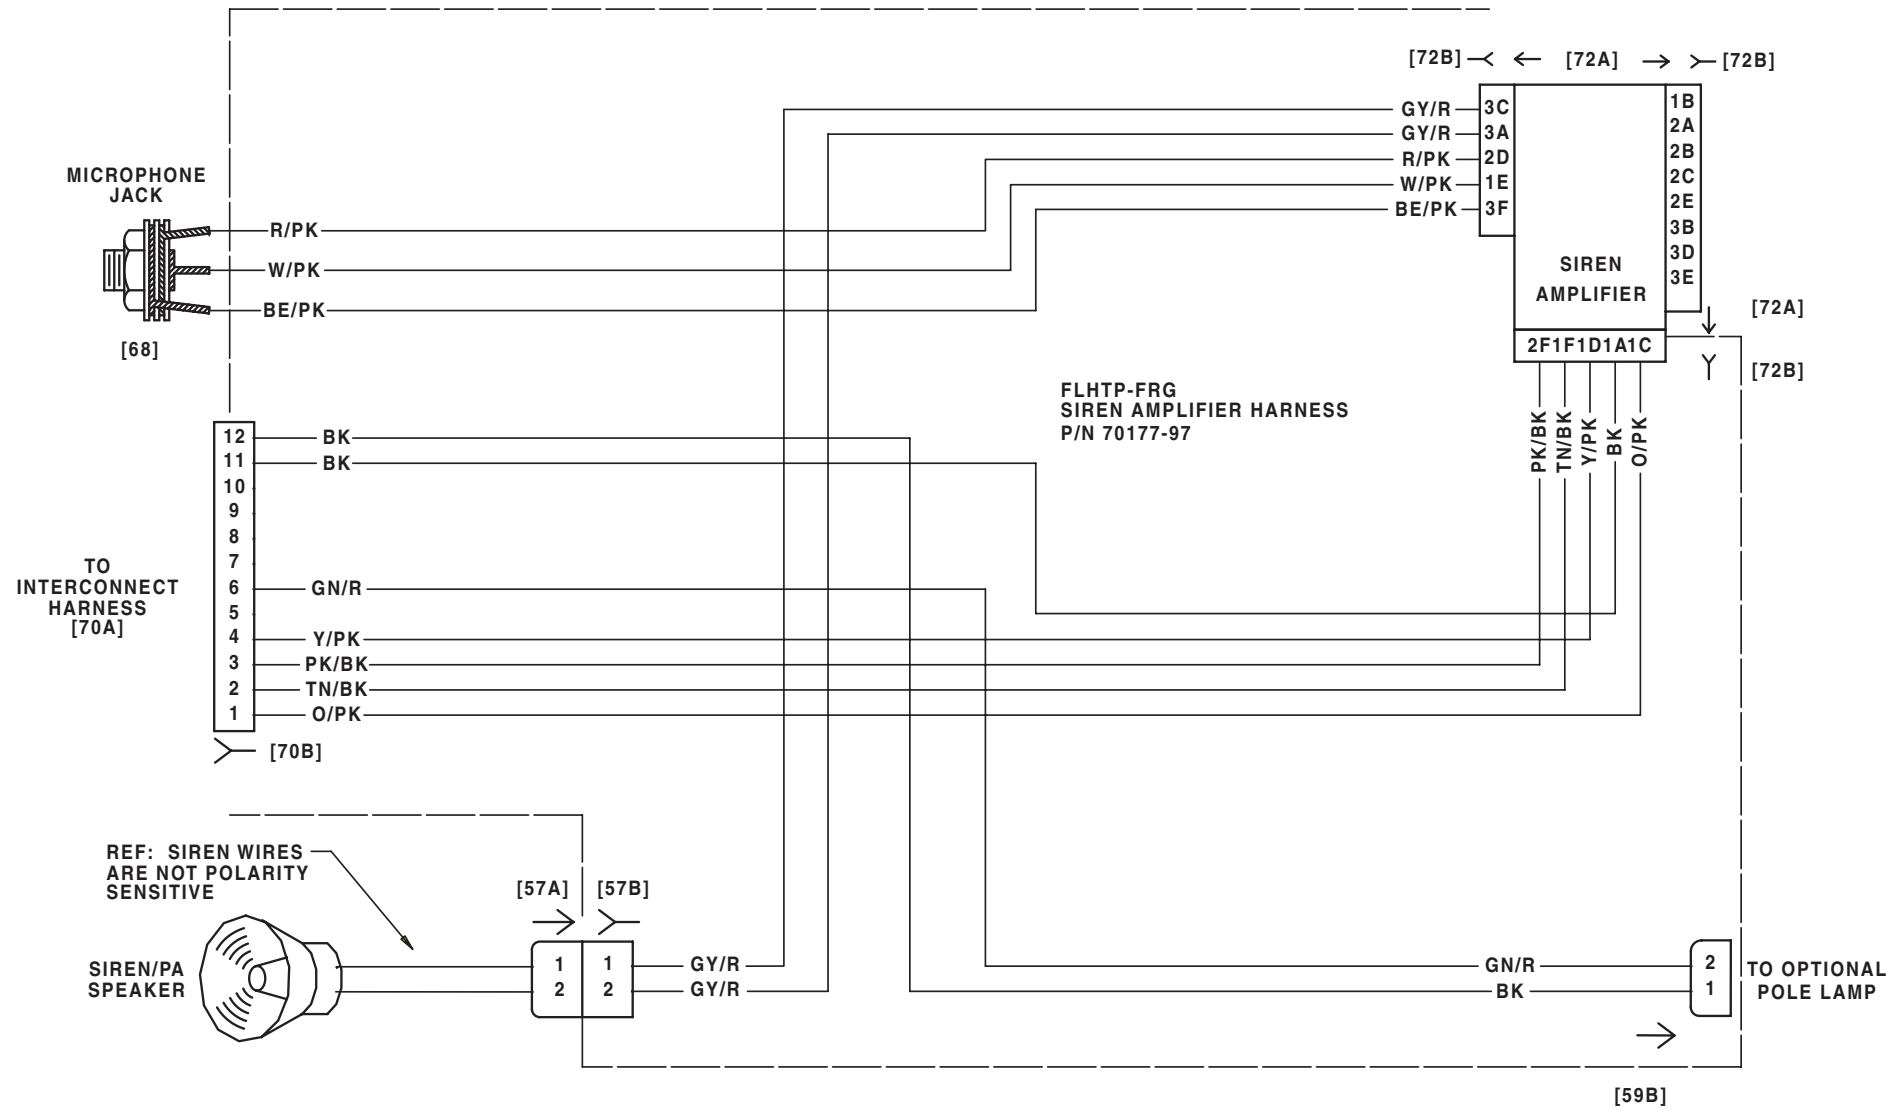 [72B] [72A] [72B]
GY/R 3C
GY/R 3A
R/PK 2D
W/PK 1E
BE/PK 3F
1B
2A
2B
2C
2E
3B
3D
3E
SIREN
AMPLIFIER
2F 1F 1D 1A 1C
[72A]
[72B]
MICROPHONE
JACK
R/PK
W/PK
BE/PK
[68]
FLHTP-FRG
SIREN AMPLIFIER HARNESS
P/N 70177-97
PK/BK
TN/BK
Y/PK
BK
O/PK
12 BK
11 BK
10
9
8
7
6 GN/R
5
4 Y/PK
3 PK/BK
2 TN/BK
1 O/PK
TO
INTERCONNECT
HARNESS
[70A]
[70B]
REF: SIREN WIRES
ARE NOT POLARITY
SENSITIVE
[57A] [57B]
SIREN/PA
SPEAKER
1 1 GY/R
2 2 GY/R
GN/R 2
BK 1
TO OPTIONAL
POLE LAMP
[59B]